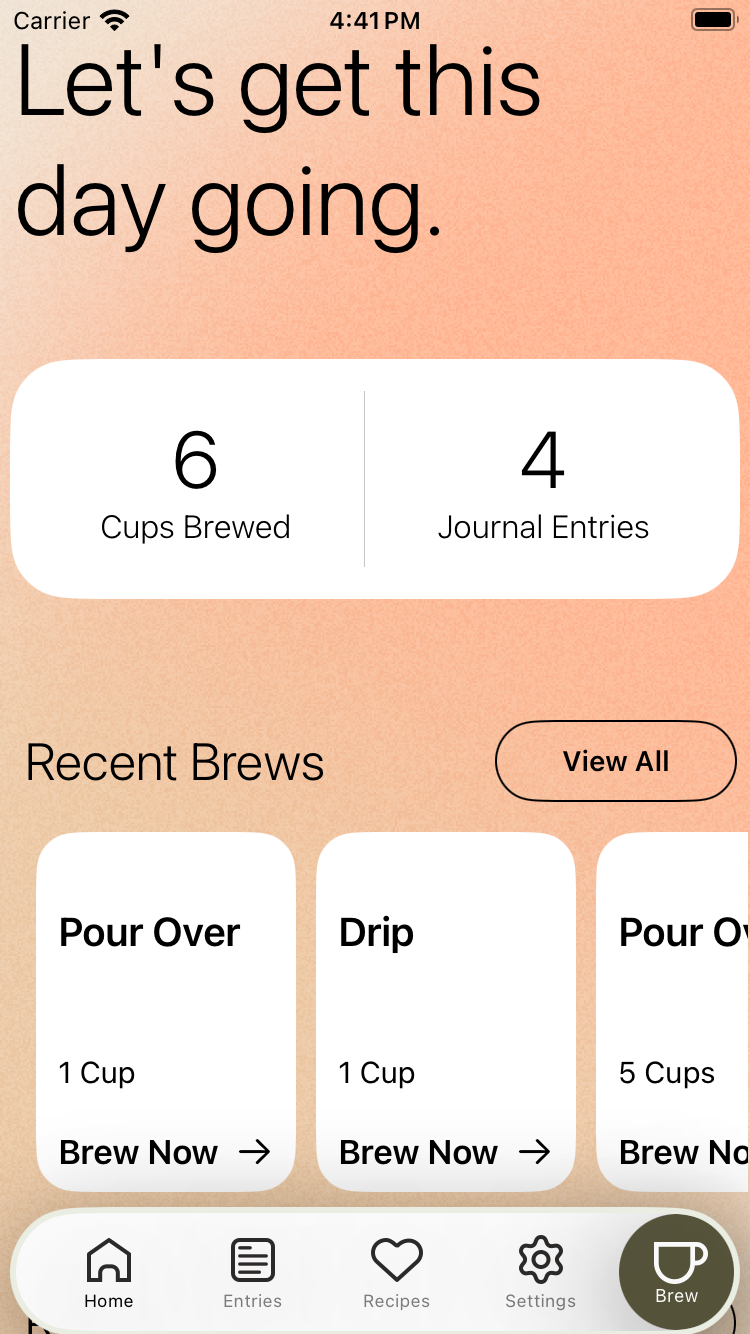 Carrier 4:41 PM
Let's get this
day going.
6 4
Cups Brewed Journal Entries
Recent Brews View All
Pour Over Drip
1 Cup 1 Cup 5 Cups
Brew Now Brew Now Brew
Home Entries Recipes Settings Brew